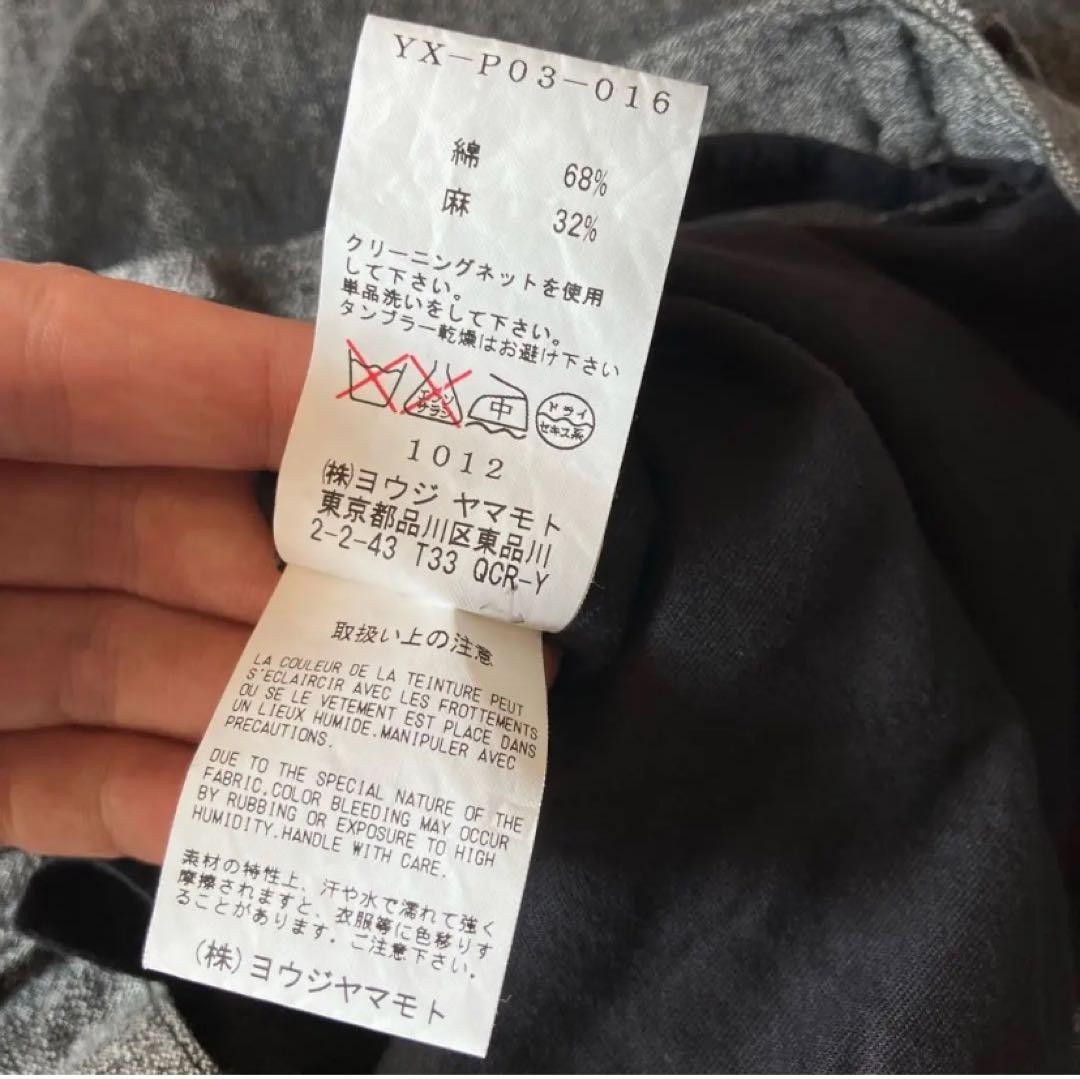 YX-P03-016
綿 68%
麻 32%
クリーニングネットを使用
して下さい。
単品洗いをして下さい。
タンブラー乾燥はお避け下さい
エンソ
サラシ
中
ドライ
セキユ系
1012
㈱ヨウジ ヤマモト
東京都品川区東品川
2-2-43 T33 QCR-Y
取扱い上の注意
LA COULEUR DE LA TEINTURE PEUT
S'ECLAIRCIR AVEC LES FROTTEMENTS
OU SE LE VETEMENT EST PLACE DANS
UN LIEUX HUMIDE.MANIPULER AVEC
PRECAUTIONS.
DUE TO THE SPECIAL NATURE OF THE
FABRIC,COLOR BLEEDING MAY OCCUR
BY RUBBING OR EXPOSURE TO HIGH
HUMIDITY.HANDLE WITH CARE.
素材の特性上、汗や水で濡れて強く
摩擦されますと、衣服等に色移りす
ることがあります。ご注意下さい。
(株)ヨウジヤマモト